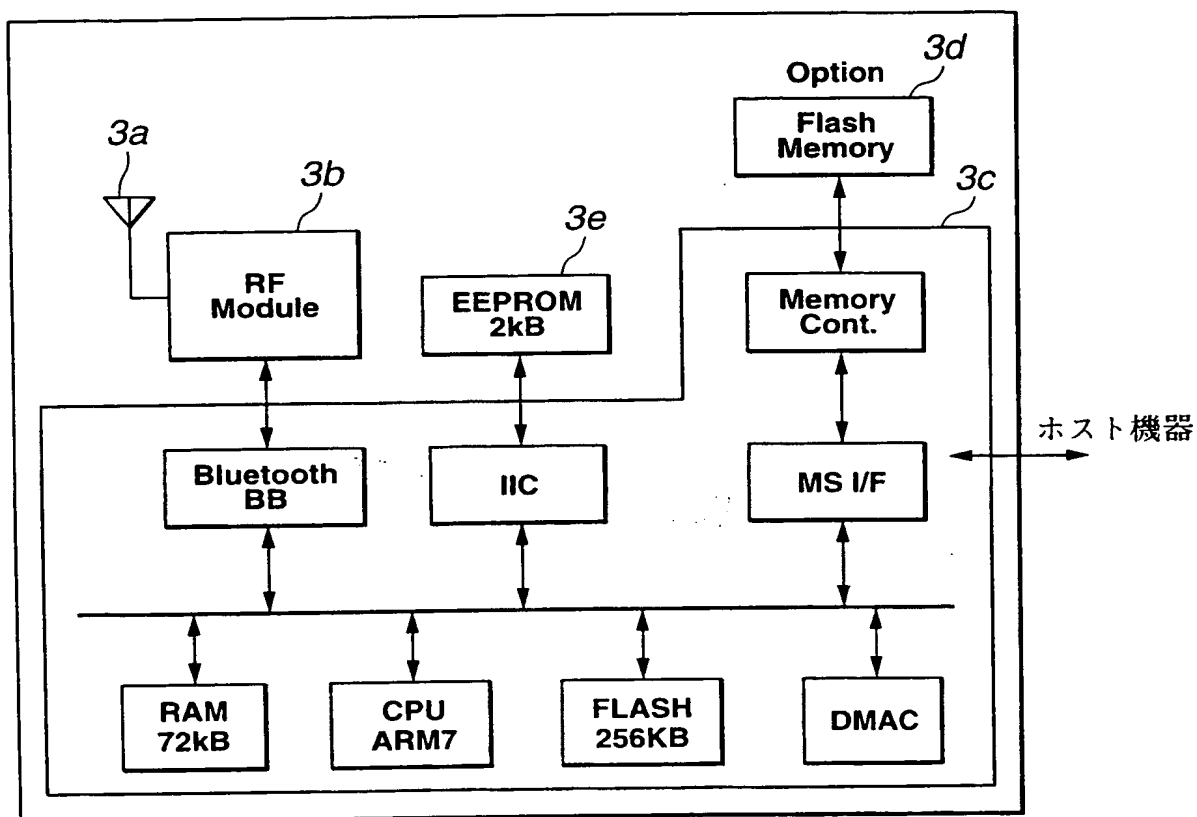 Option
3d
Flash
Memory
3a
3b
3c
3e
RF
Module
EEPROM
2kB
Memory
Cont.
ホスト機器
Bluetooth
BB
IIC
MS I/F
RAM
72kB
CPU
ARM7
FLASH
256KB
DMAC